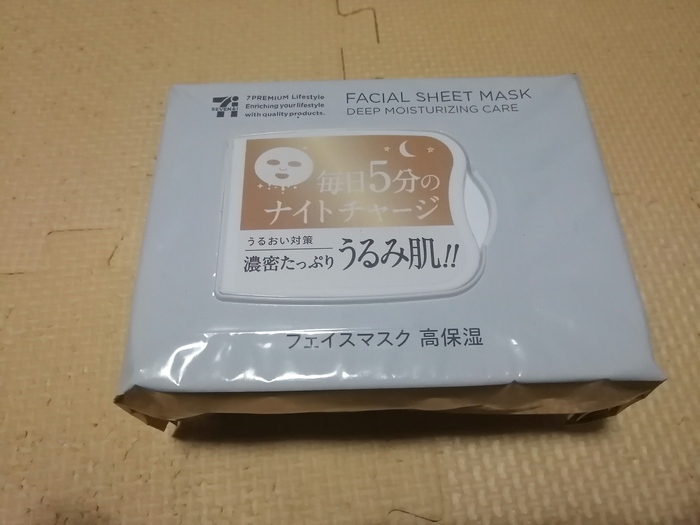 7PREMIUM Lifestyle
Enriching your lifestyle
with quality products.
FACIAL SHEET MASK
DEEP MOISTURIZING CARE
毎日5分の
ナイトチャージ
うるおい対策
濃密たっぷり うるみ肌!!
フェイスマスク 高保湿